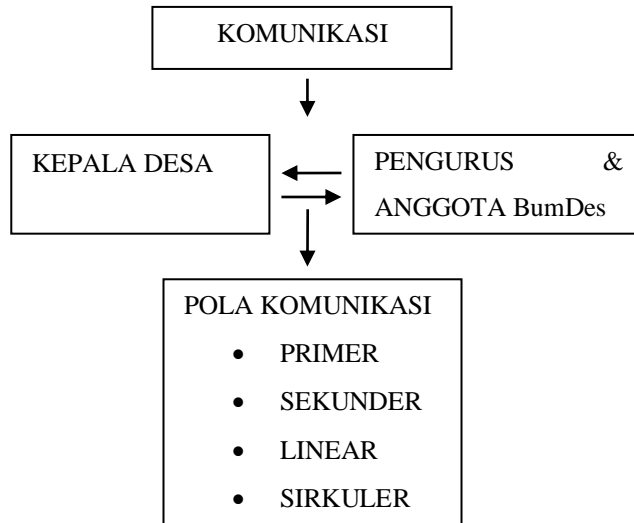 KOMUNIKASI
KEPALA DESA
PENGURUS &
ANGGOTA BumDes
POLA KOMUNIKASI
• PRIMER
• SEKUNDER
• LINEAR
• SIRKULER